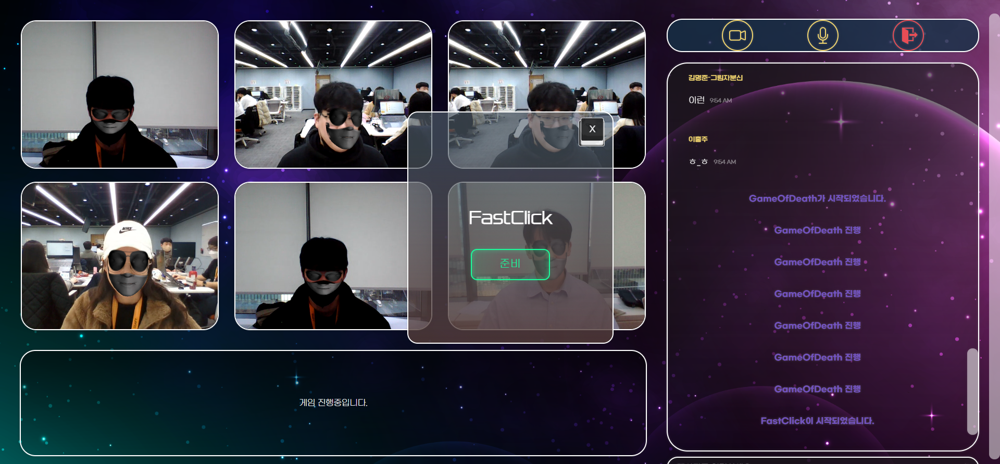 NIKE
X
FastClick
준비
게임 진행중입니다.
김명준-그림자분신
이런 9:54 AM
이홍주
ㅎ_ㅎ 9:54 AM
GameOfDeath가 시작되었습니다.
GameOfDeath 진행
GameOfDeath 진행
GameOfDeath 진행
GameOfDeath 진행
GameOfDeath 진행
GameOfDeath 진행
FastClick이 시작되었습니다.